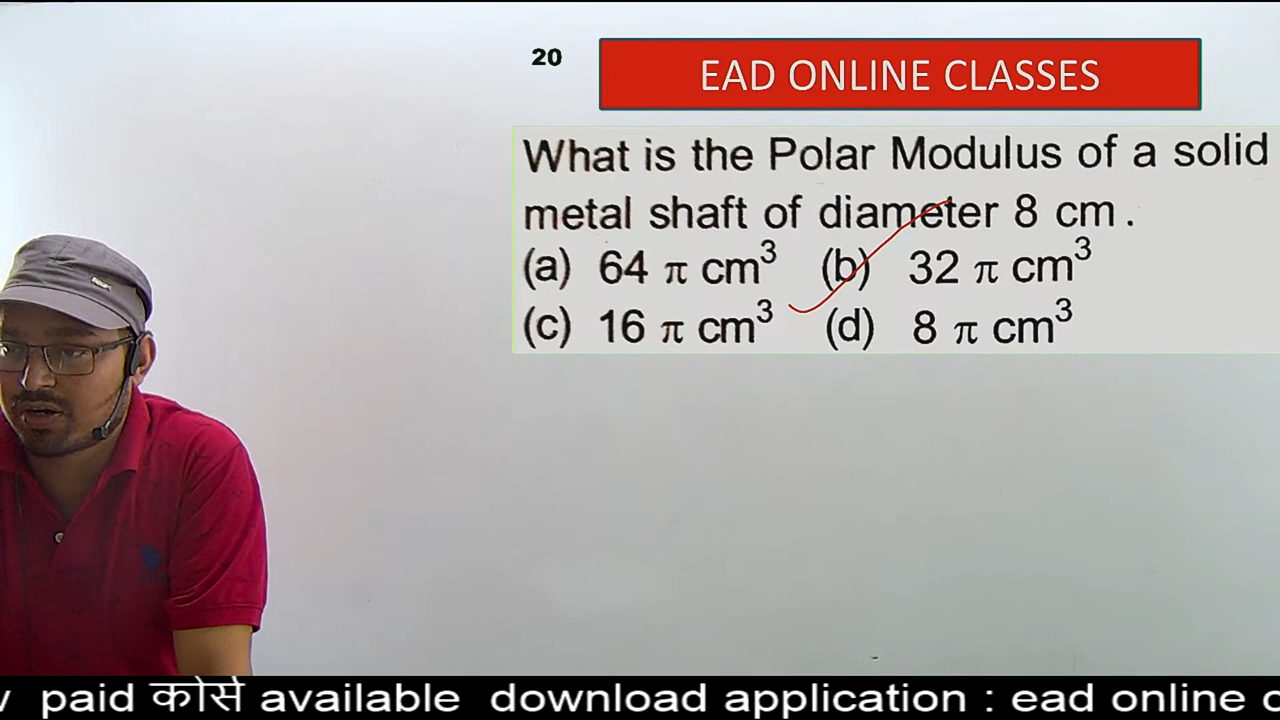 20
EAD ONLINE CLASSES
What is the Polar Modulus of a solid
metal shaft of diameter 8 cm .
(a) 64 π cm³ (b) 32 π cm³
(c) 16 π cm³ (d) 8 π cm³
paid कोर्स available download application : ead online